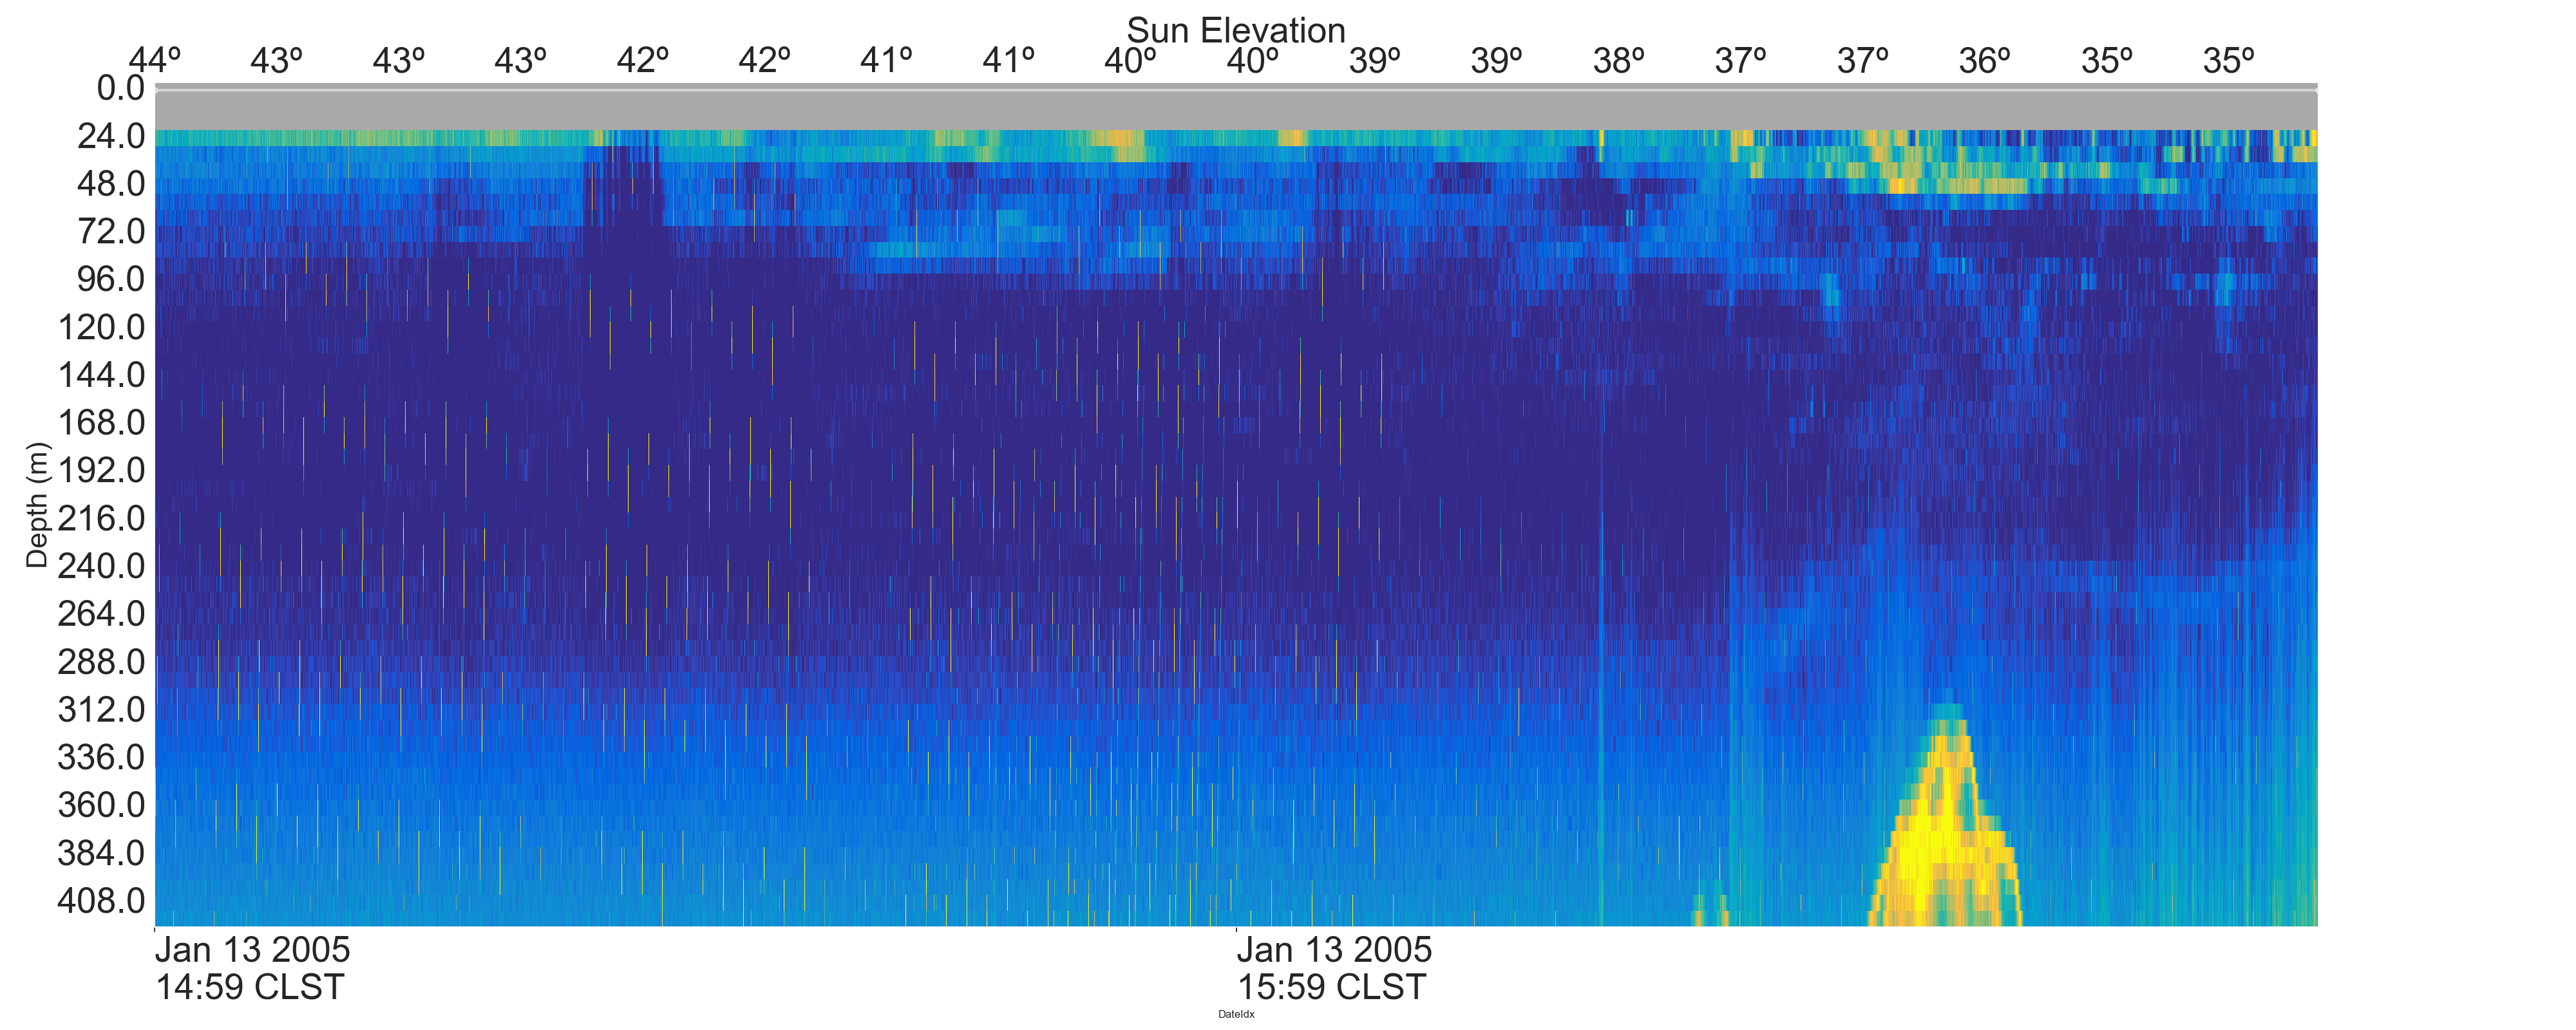 Sun Elevation
44º 43º 43º 43º 42º 42º 41º 41º 40º 40º 39º 39º 38º 37º 37º 36º 35º 35º
0.0
24.0
48.0
72.0
96.0
120.0
144.0
168.0
192.0
216.0
240.0
264.0
288.0
312.0
336.0
360.0
384.0
408.0
Depth (m)
Jan 13 2005
14:59 CLST
Jan 13 2005
15:59 CLST
DateIdx